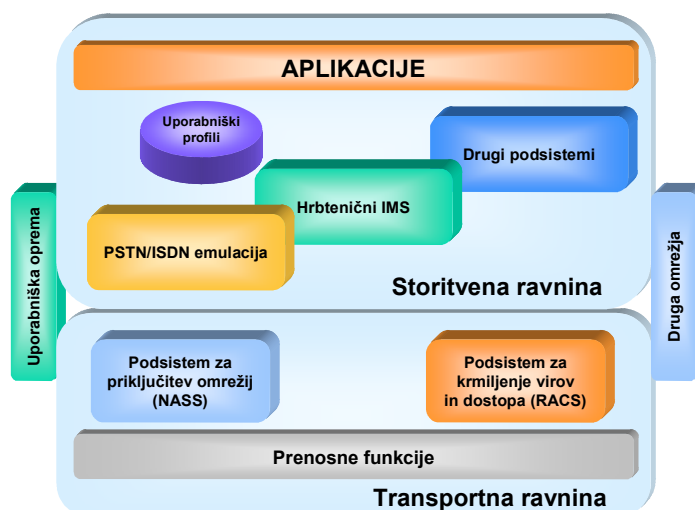 APLIKACIJE
Uporabniški
profili
Drugi podsistemi
Hrbtenični IMS
PSTN/ISDN emulacija
Storitvena ravnina
Uporabniška oprema
Druga omrežja
Podsistem za
priključitev omrežij
(NASS)
Podsistem za
krmiljenje virov
in dostopa (RACS)
Prenosne funkcije
Transportna ravnina